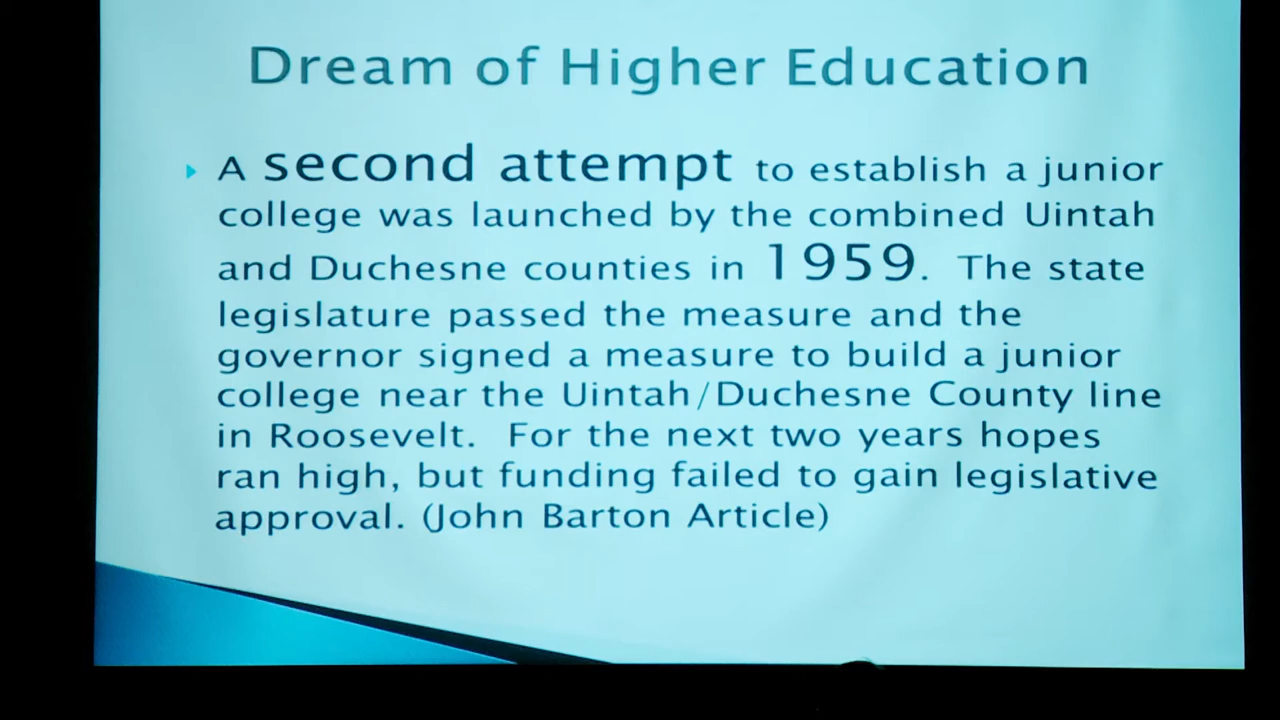 Dream of Higher Education
A second attempt to establish a junior
college was launched by the combined Uintah
and Duchesne counties in 1959. The state
legislature passed the measure and the
governor signed a measure to build a junior
college near the Uintah/Duchesne County line
in Roosevelt. For the next two years hopes
ran high, but funding failed to gain legislative
approval. (John Barton Article)